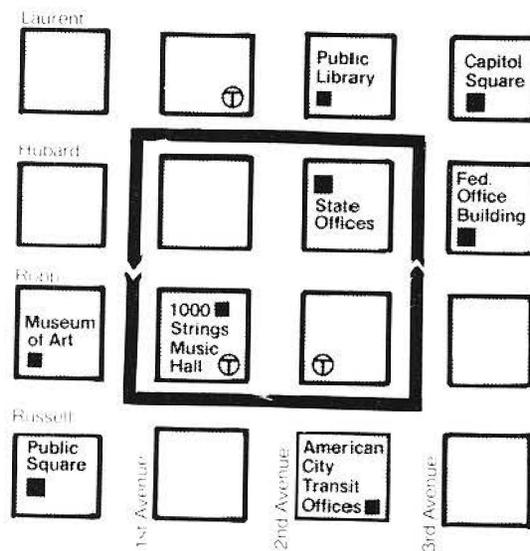 Laurent
Public
Library
Capitol
Square
T
Hubard
State
Offices
Fed.
Office
Building
Robb
Museum
of Art
1000
Strings
Music
Hall T
T
Russell
Public
Square
American
City
Transit
Offices
1st Avenue
2nd Avenue
3rd Avenue